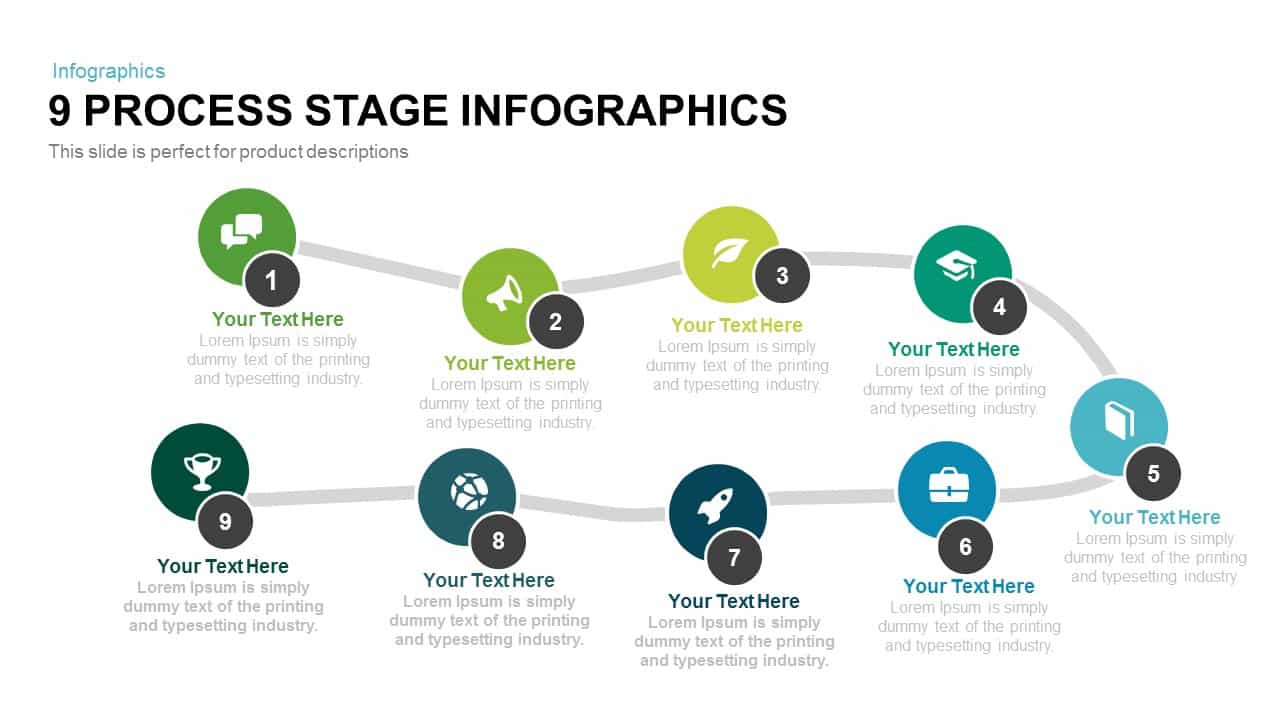 Infographics
9 PROCESS STAGE INFOGRAPHICS
This slide is perfect for product descriptions
1
Your Text Here
Lorem Ipsum is simply
dummy text of the printing
and typesetting industry.
2
Your Text Here
Lorem Ipsum is simply
dummy text of the printing
and typesetting industry.
3
Your Text Here
Lorem Ipsum is simply
dummy text of the printing
and typesetting industry.
4
Your Text Here
Lorem Ipsum is simply
dummy text of the printing
and typesetting industry.
5
Your Text Here
Lorem Ipsum is simply
dummy text of the printing
and typesetting industry
6
Your Text Here
Lorem Ipsum is simply
dummy text of the printing
and typesetting industry.
7
Your Text Here
Lorem Ipsum is simply
dummy text of the printing
and typesetting industry.
8
Your Text Here
Lorem Ipsum is simply
dummy text of the printing
and typesetting industry.
9
Your Text Here
Lorem Ipsum is simply
dummy text of the printing
and typesetting industry.